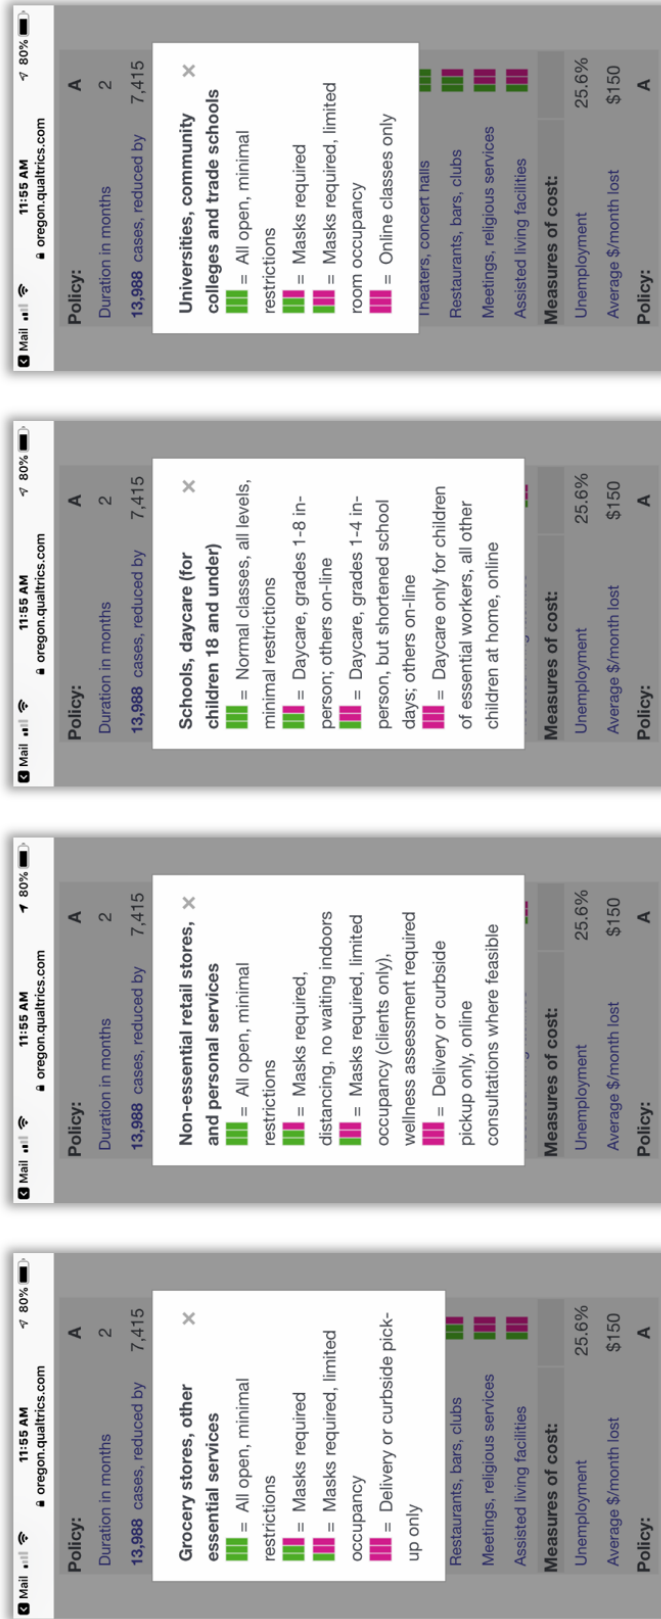 Mail 11:55 AM 80%
oregon.qualtrics.com
Policy: A
Duration in months 2
13,988 cases, reduced by 7,415
Grocery stores, other ×
essential services
= All open, minimal
restrictions
= Masks required
= Masks required, limited
occupancy
= Delivery or curbside pick-
up only
Restaurants, bars, clubs
Meetings, religious services
Assisted living facilities
Measures of cost:
Unemployment 25.6%
Average $/month lost $150
Policy: A
Mail 11:55 AM 80%
oregon.qualtrics.com
Policy: A
Duration in months 2
13,988 cases, reduced by 7,415
Non-essential retail stores, ×
and personal services
= All open, minimal
restrictions
= Masks required,
distancing, no waiting indoors
= Masks required, limited
occupancy (clients only),
wellness assessment required
= Delivery or curbside
pickup only, online
consultations where feasible
Measures of cost:
Unemployment 25.6%
Average $/month lost $150
Policy: A
Mail 11:55 AM 80%
oregon.qualtrics.com
Policy: A
Duration in months 2
13,988 cases, reduced by 7,415
Schools, daycare (for ×
children 18 and under)
= Normal classes, all levels,
minimal restrictions
= Daycare, grades 1-8 in-
person; others on-line
= Daycare, grades 1-4 in-
person, but shortened school
days; others on-line
= Daycare only for children
of essential workers, all other
children at home, online
Measures of cost:
Unemployment 25.6%
Average $/month lost $150
Policy: A
Mail 11:55 AM 80%
oregon.qualtrics.com
Policy: A
Duration in months 2
13,988 cases, reduced by 7,415
Universities, community ×
colleges and trade schools
= All open, minimal
restrictions
= Masks required
= Masks required, limited
room occupancy
= Online classes only
Theaters, concert halls
Restaurants, bars, clubs
Meetings, religious services
Assisted living facilities
Measures of cost:
Unemployment 25.6%
Average $/month lost $150
Policy: A